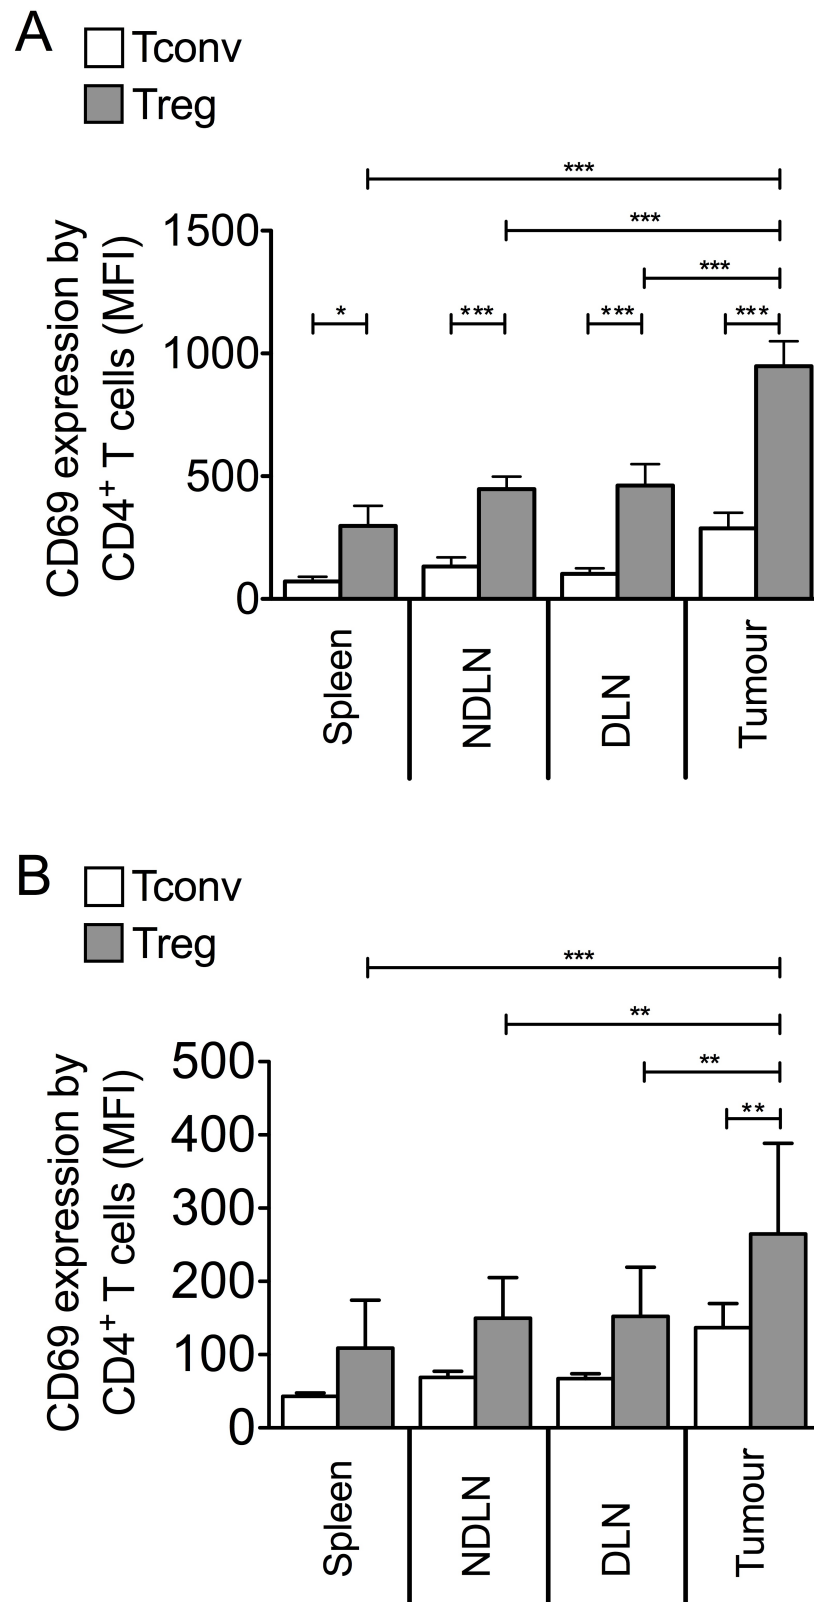 A
Tconv
Treg
***
***
***
* *** *** ***
CD69 expression by
CD4⁺ T cells (MFI)
1500
1000
500
0
Spleen NDLN DLN Tumour
B
Tconv
Treg
***
**
**
**
CD69 expression by
CD4⁺ T cells (MFI)
500
400
300
200
100
0
Spleen NDLN DLN Tumour